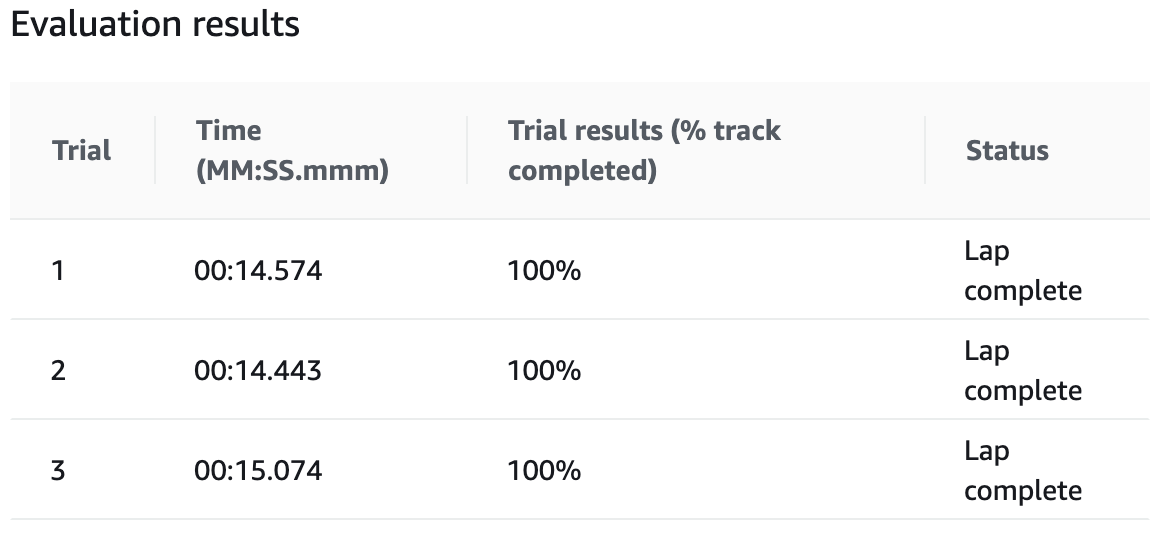 Evaluation results
Trial
Time
(MM:SS.mmm)
Trial results (% track
completed)
Status
1
00:14.574
100%
Lap
complete
2
00:14.443
100%
Lap
complete
3
00:15.074
100%
Lap
complete